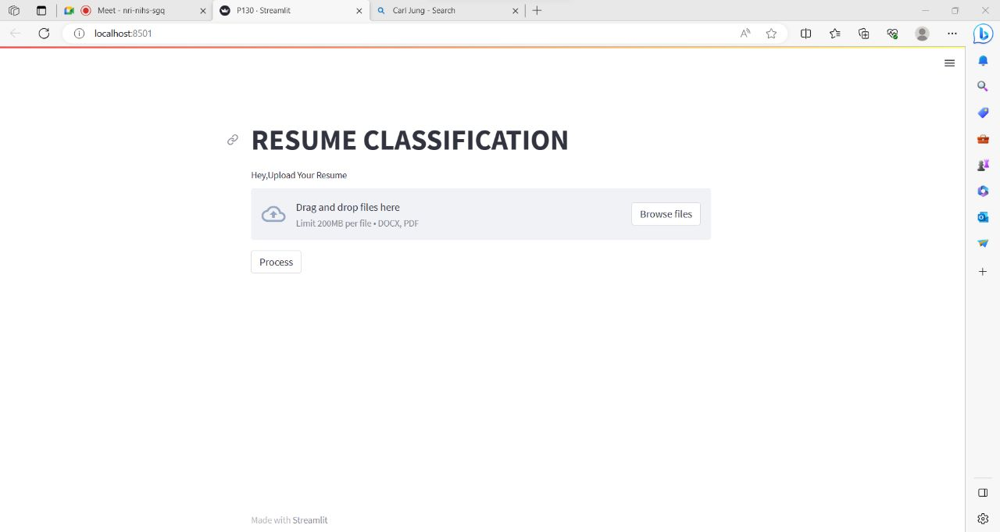 Meet - nri-nihs-sgq
P130 · Streamlit
Carl Jung - Search
localhost:8501
RESUME CLASSIFICATION
Hey,Upload Your Resume
Drag and drop files here
Limit 200MB per file • DOCX, PDF
Browse files
Process
Made with Streamlit